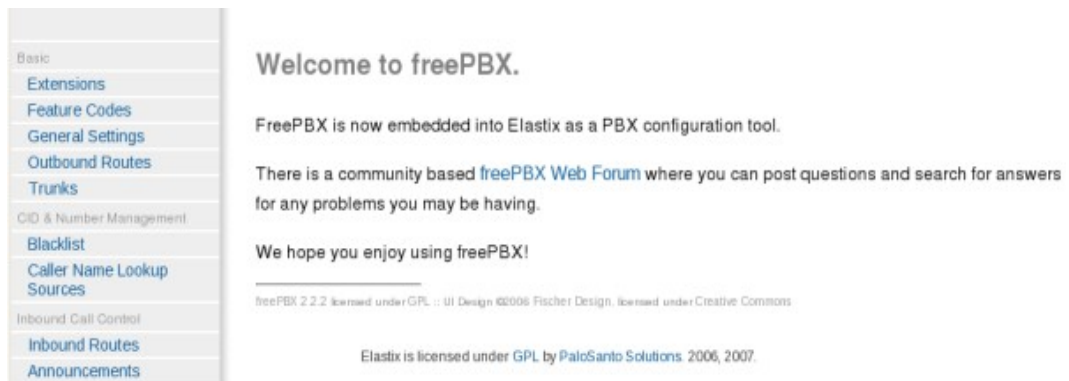 Basic
Extensions
Feature Codes
General Settings
Outbound Routes
Trunks
CID & Number Management
Blacklist
Caller Name Lookup
Sources
Inbound Call Control
Inbound Routes
Announcements
Welcome to freePBX.
FreePBX is now embedded into Elastix as a PBX configuration tool.
There is a community based freePBX Web Forum where you can post questions and search for answers
for any problems you may be having.
We hope you enjoy using freePBX!
freePBX 2.2.2 licensed under GPL :: UI Design ©2006 Fischer Design. licensed under Creative Commons
Elastix is licensed under GPL by PaloSanto Solutions. 2006, 2007.